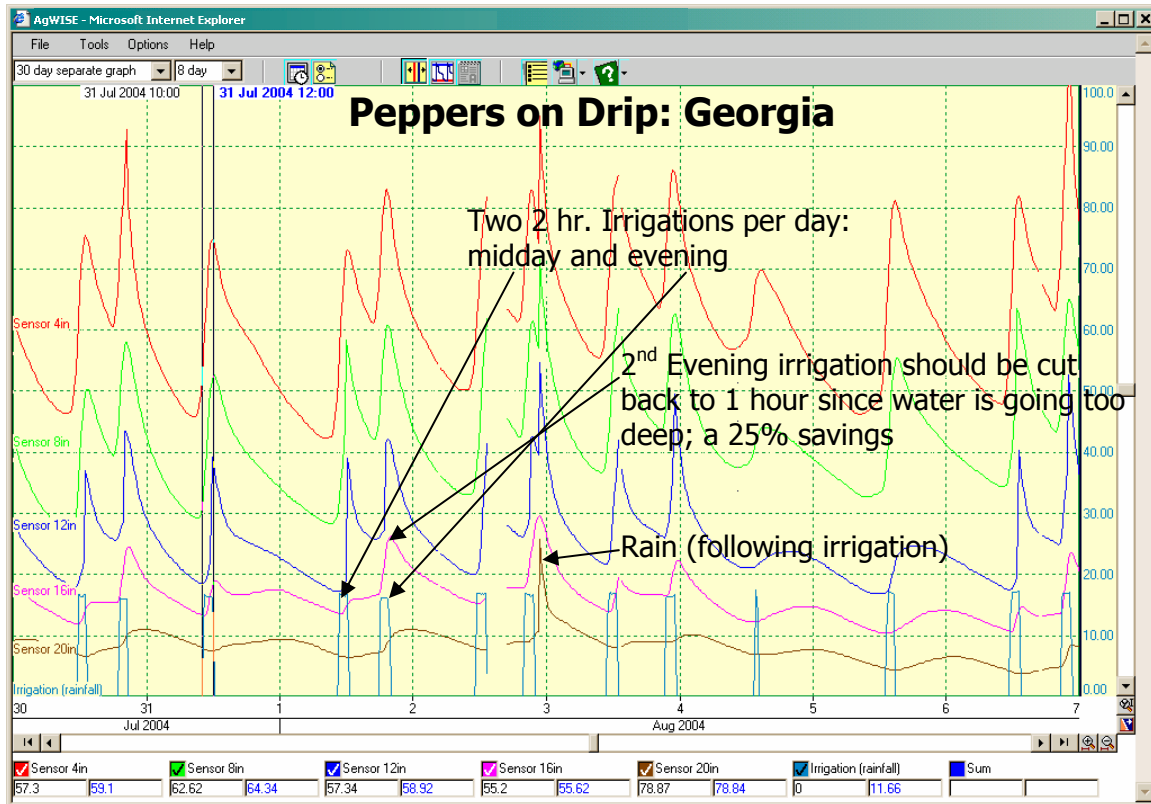 AgWISE - Microsoft Internet Explorer
File Tools Options Help
30 day separate graph 8 day
31 Jul 2004 10:00 31 Jul 2004 12:00
Peppers on Drip: Georgia
100.0
90.00
80.00
70.00
60.00
50.00
40.00
30.00
20.00
10.00
0.00
Two 2 hr. Irrigations per day:
midday and evening
2nd Evening irrigation should be cut
back to 1 hour since water is going too
deep; a 25% savings
Rain (following irrigation)
Sensor 4in
Sensor 8in
Sensor 12in
Sensor 16in
Sensor 20in
Irrigation (rainfall)
30 31 1 2 3 4 5 6 7
Jul 2004 Aug 2004
Sensor 4in Sensor 8in Sensor 12in Sensor 16in Sensor 20in Irrigation (rainfall) Sum
57.3 59.1 62.62 64.34 57.34 58.92 55.2 55.62 78.87 78.84 0 11.66